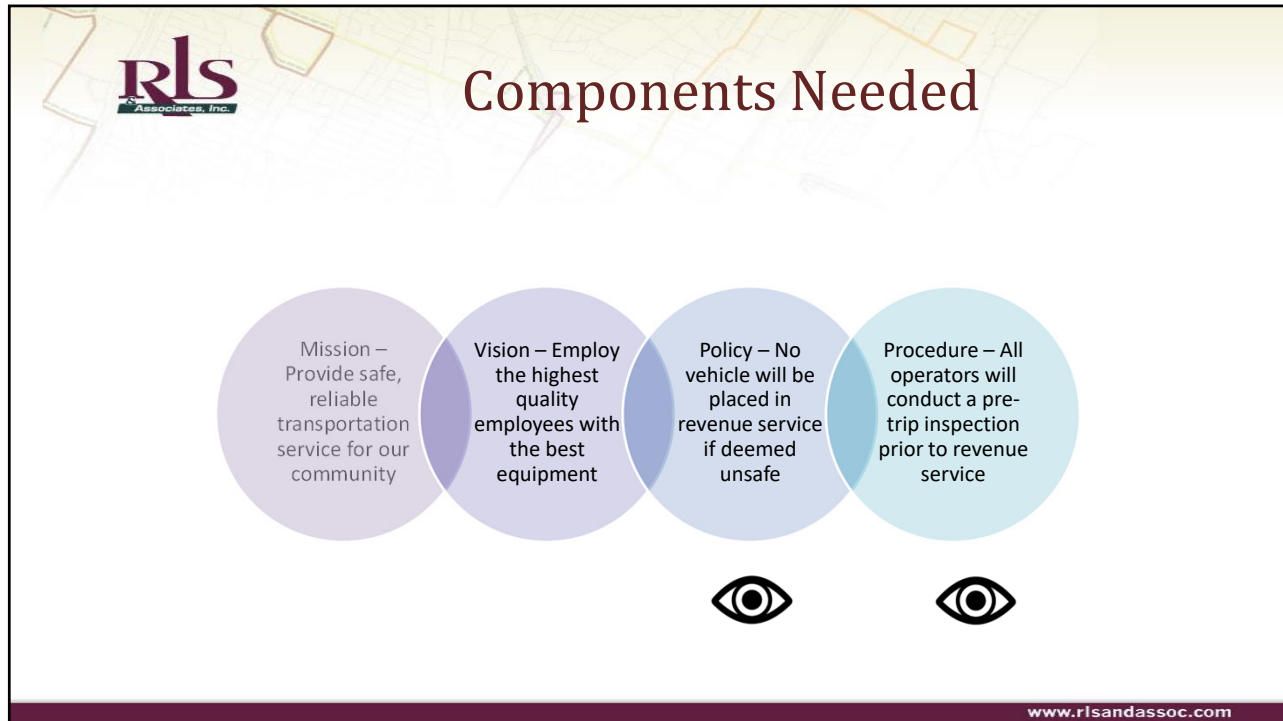 RLS
& Associates, Inc.
Components Needed
Mission –
Provide safe,
reliable
transportation
service for our
community
Vision – Employ
the highest
quality
employees with
the best
equipment
Policy – No
vehicle will be
placed in
revenue service
if deemed
unsafe
Procedure – All
operators will
conduct a pre-
trip inspection
prior to revenue
service
www.rlsandassoc.com